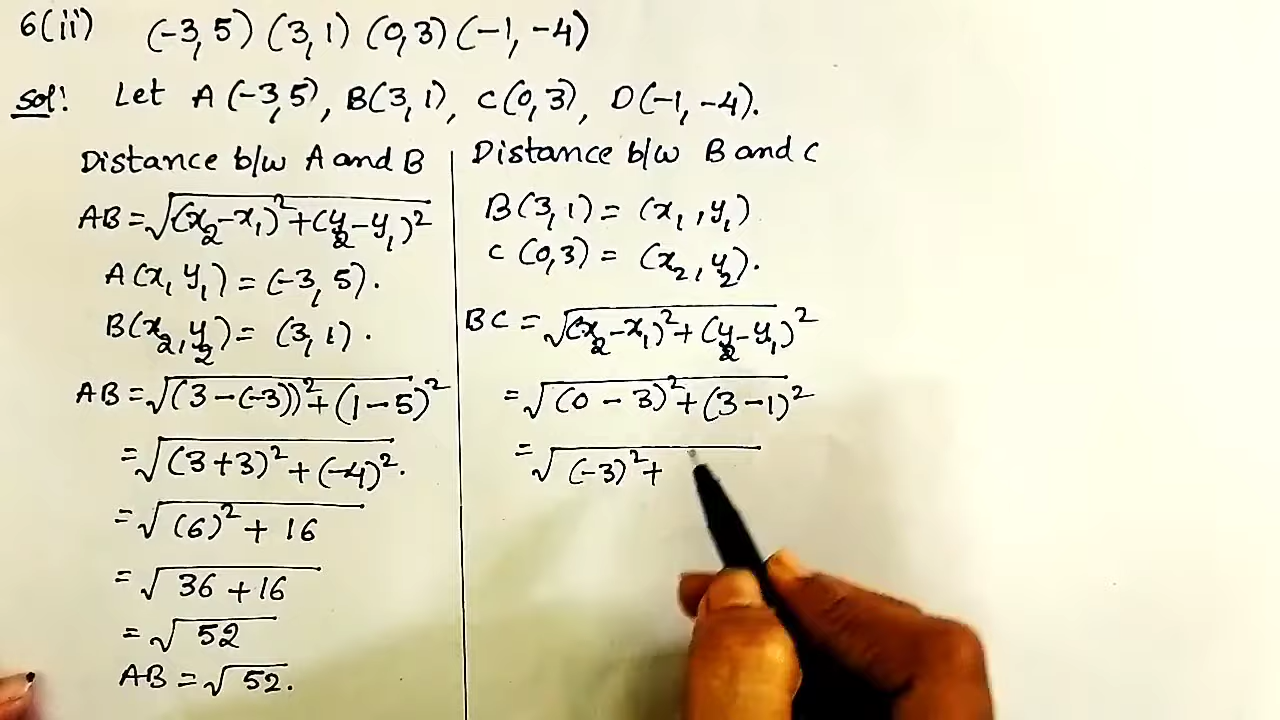 6(ii) (-3, 5) (3, 1) (0, 3) (-1, -4)
Sol: Let A(-3, 5), B(3, 1), C(0, 3), D(-1, -4).
Distance b/w A and B
AB = √(x₂-x₁)²+(y₂-y₁)²
A(x₁ y₁) = (-3, 5).
B(x₂, y₂) = (3, 1).
AB = √(3-(-3))²+(1-5)²
= √(3+3)²+(-4)².
= √(6)²+16
= √36+16
= √52
AB = √52.
Distance b/w B and C
B(3, 1) = (x₁, y₁)
C(0, 3) = (x₂, y₂).
BC = √(x₂-x₁)²+(y₂-y₁)²
= √(0-3)²+(3-1)²
= √(-3)²+